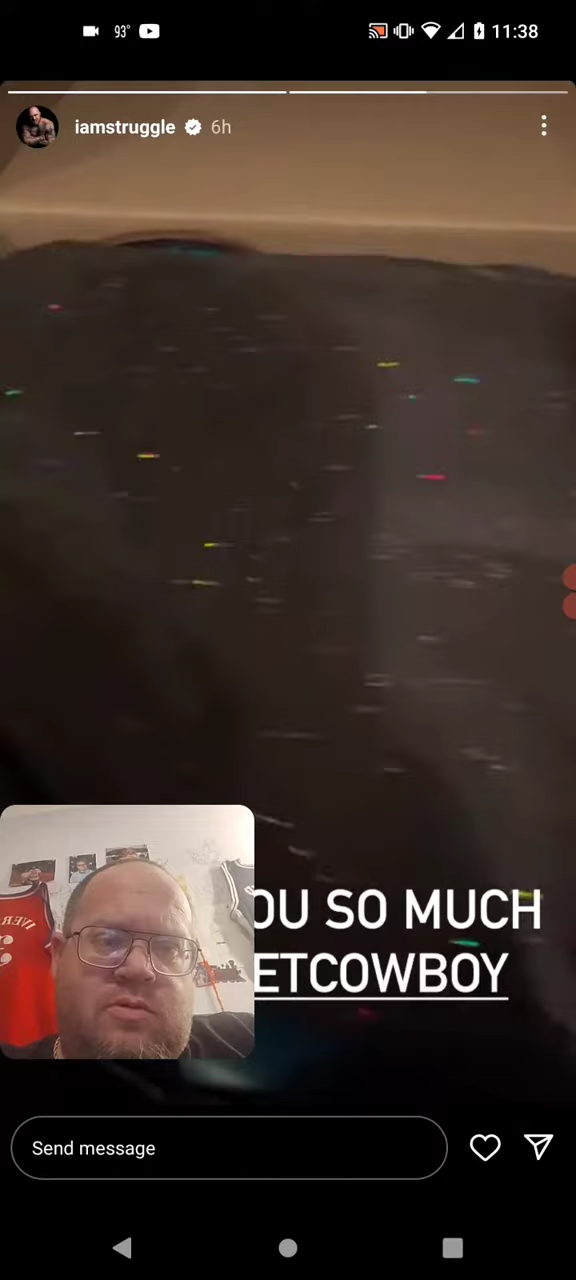 93° 11:38
iamstruggle 6h
OU SO MUCH
ETCOWBOY
Send message